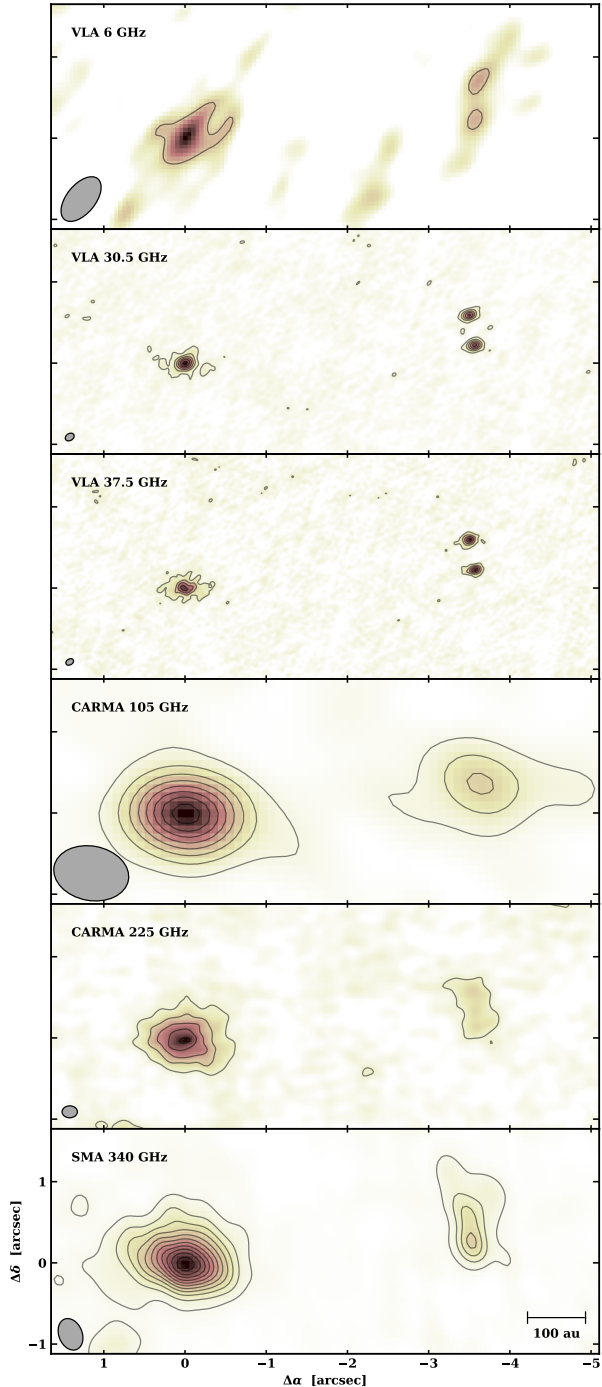 VLA 6 GHz
VLA 30.5 GHz
VLA 37.5 GHz
CARMA 105 GHz
CARMA 225 GHz
SMA 340 GHz
1
0
−1
Δδ [arcsec]
100 au
1 0 −1 −2 −3 −4 −5
Δα [arcsec]